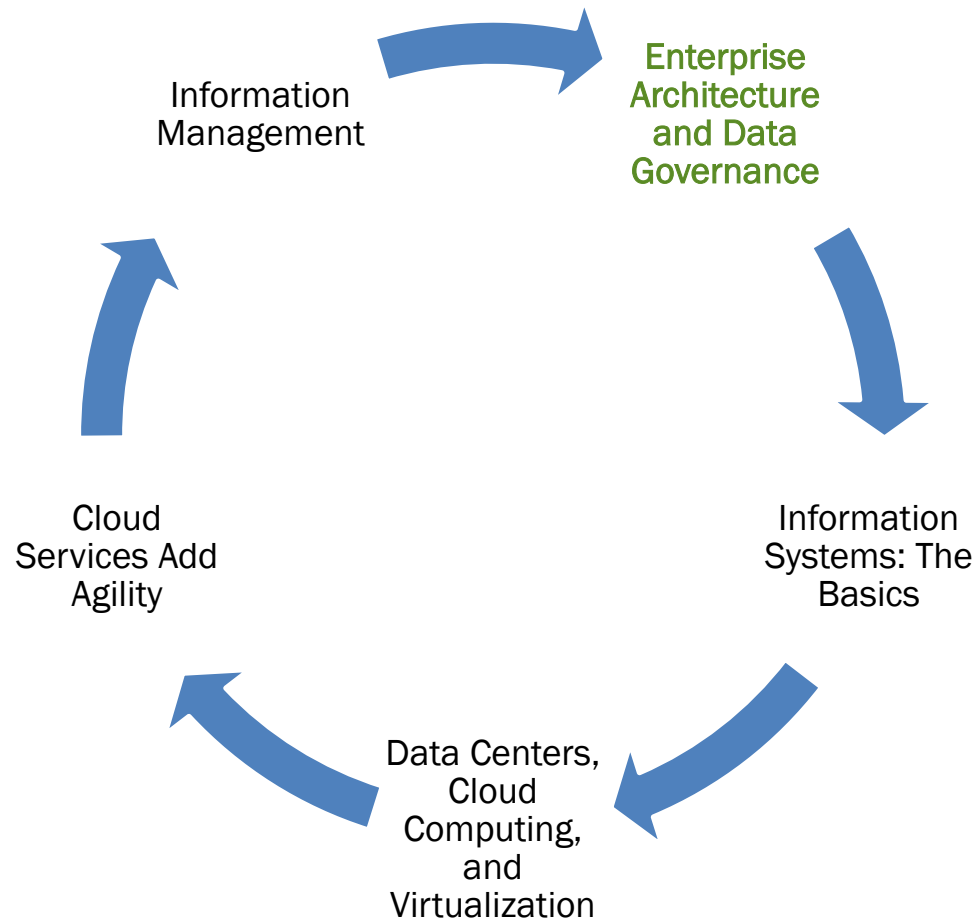 Information
Management
Enterprise
Architecture
and Data
Governance
Information
Systems: The
Basics
Data Centers,
Cloud
Computing,
and
Virtualization
Cloud
Services Add
Agility